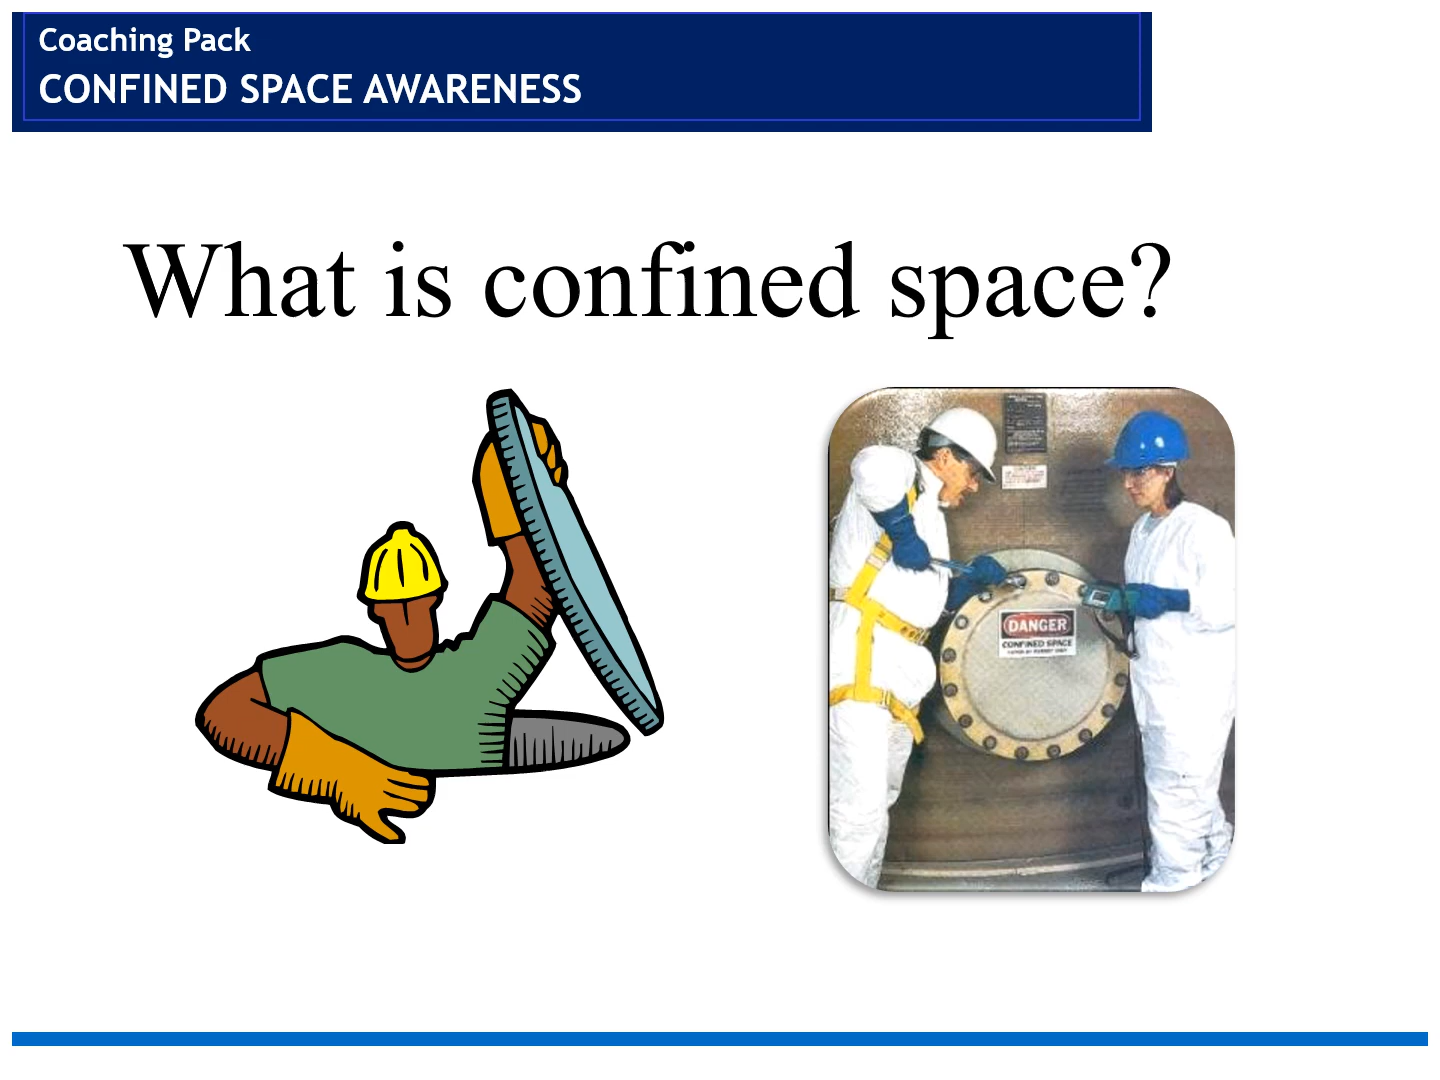 Coaching Pack
CONFINED SPACE AWARENESS
What is confined space?
DANGER
CONFINED SPACE